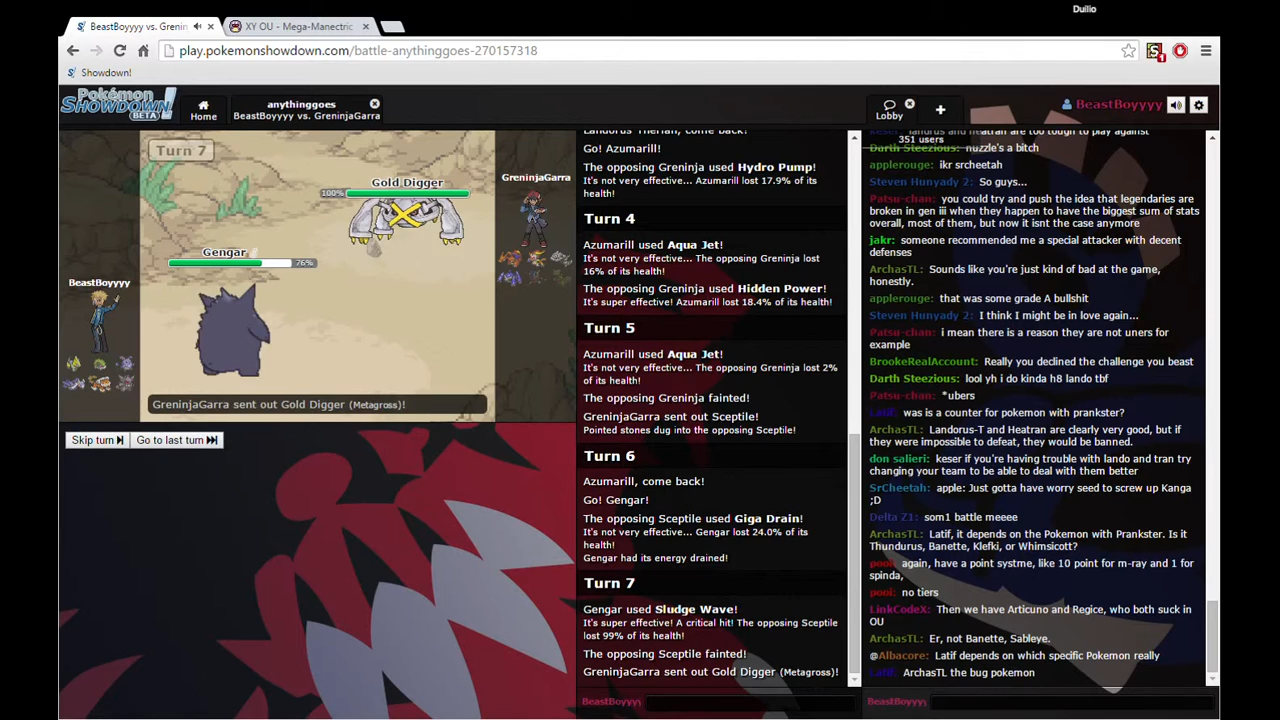 Duilio
BeastBoyyyy vs. Grenin
XY OU - Mega-Manectric
play.pokemonshowdown.com/battle-anythinggoes-270157318
Showdown!
Pokémon
SHOWDOWN!
BETA
Home
anythinggoes
BeastBoyyyy vs. GreninjaGarra
Lobby
BeastBoyyyy
351 users
Turn 7
Gold Digger
100%
GreninjaGarra
Gengar
76%
BeastBoyyyy
GreninjaGarra sent out Gold Digger (Metagross)!
Skip turn
Go to last turn
Landorus Therian, come back!
Go! Azumarill!
The opposing Greninja used Hydro Pump!
It's not very effective... Azumarill lost 17.9% of its
health!
Turn 4
Azumarill used Aqua Jet!
It's not very effective... The opposing Greninja lost
16% of its health!
The opposing Greninja used Hidden Power!
It's super effective! Azumarill lost 18.4% of its health!
Turn 5
Azumarill used Aqua Jet!
It's not very effective... The opposing Greninja lost 2%
of its health!
The opposing Greninja fainted!
GreninjaGarra sent out Sceptile!
Pointed stones dug into the opposing Sceptile!
Turn 6
Azumarill, come back!
Go! Gengar!
The opposing Sceptile used Giga Drain!
It's not very effective... Gengar lost 24.0% of its
health!
Gengar had its energy drained!
Turn 7
Gengar used Sludge Wave!
It's super effective! A critical hit! The opposing Sceptile
lost 99% of its health!
The opposing Sceptile fainted!
GreninjaGarra sent out Gold Digger (Metagross)!
BeastBoyyyy
Keser: landorus and heatran are too tough to play against
Darth Steezious: nuzzle's a bitch
applerouge: ikr srcheetah
Steven Hunyady 2: So guys...
Patsu-chan: you could try and push the idea that legendaries are
broken in gen iii when they happen to have the biggest sum of stats
overall, most of them, but now it isnt the case anymore
jakr: someone recommended me a special attacker with decent
defenses
ArchasTL: Sounds like you're just kind of bad at the game,
honestly.
applerouge: that was some grade A bullshit
Steven Hunyady 2: I think I might be in love again...
Patsu-chan: i mean there is a reason they are not uners for
example
BrookeRealAccount: Really you declined the challenge you beast
Darth Steezious: lool yh i do kinda h8 lando tbf
Patsu-chan: *ubers
Latif: was is a counter for pokemon with prankster?
ArchasTL: Landorus-T and Heatran are clearly very good, but if
they were impossible to defeat, they would be banned.
don salieri: keser if you're having trouble with lando and tran try
changing your team to be able to deal with them better
SrCheetah: apple: Just gotta have worry seed to screw up Kanga
;D
Delta Z1: som1 battle meeee
ArchasTL: Latif, it depends on the Pokemon with Prankster. Is it
Thundurus, Banette, Klefki, or Whimsicott?
pooi: again, have a point systme, like 10 point for m-ray and 1 for
spinda,
pooi: no tiers
LinkCodeX: Then we have Articuno and Regice, who both suck in
OU
ArchasTL: Er, not Banette, Sableye.
@Albacore: Latif depends on which specific Pokemon really
Latif: ArchasTL the bug pokemon
BeastBoyyyy